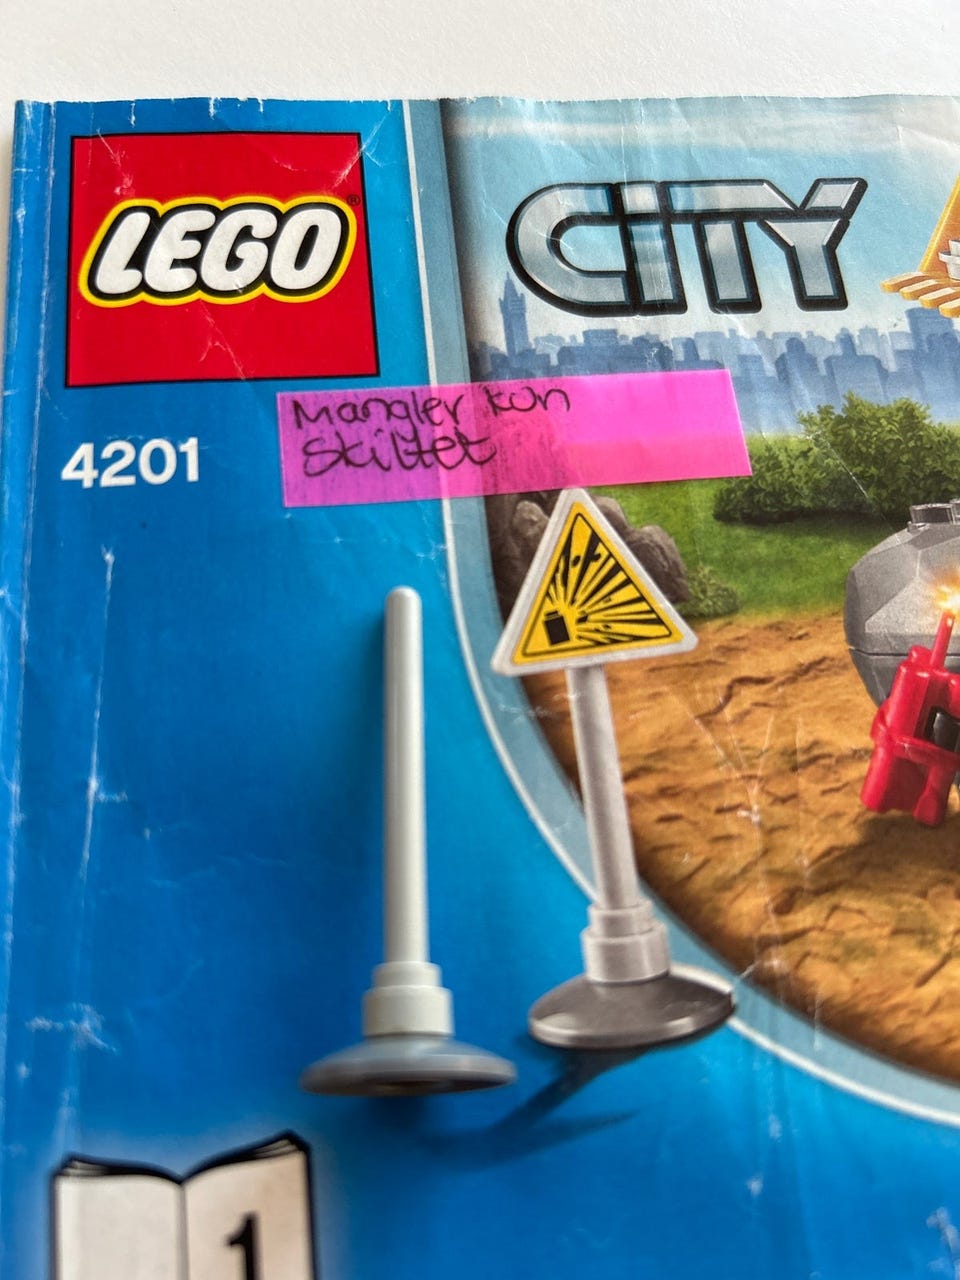 LEGO®
CITY
Mangler kun
skiltet
4201
1